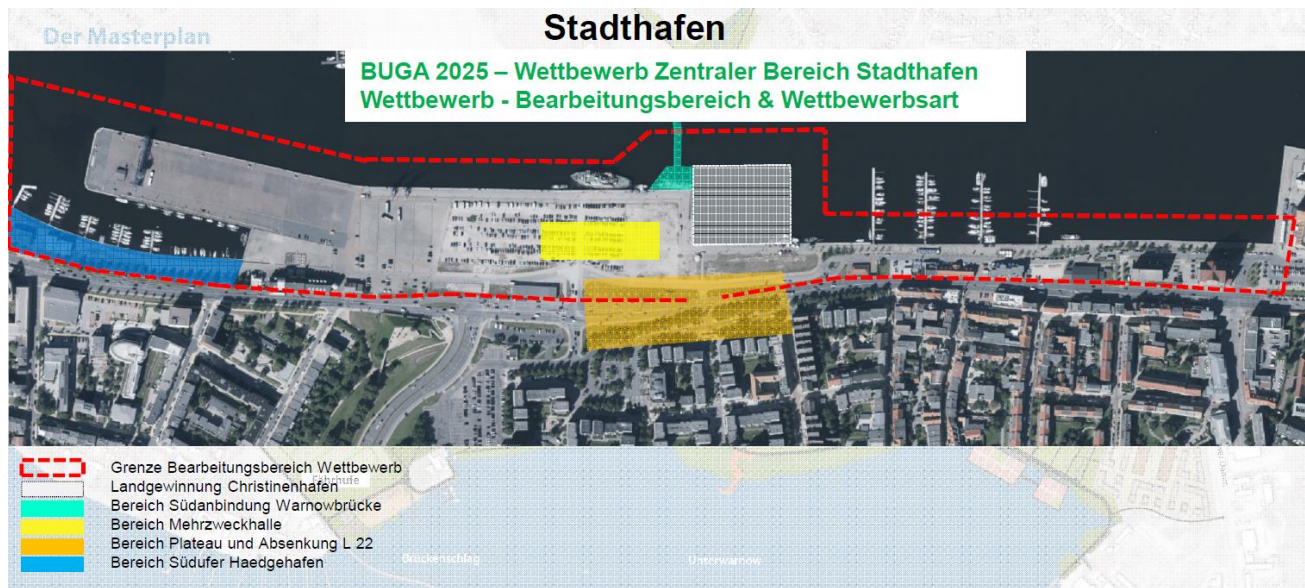 Der Masterplan
Stadthafen
BUGA 2025 – Wettbewerb Zentraler Bereich Stadthafen
Wettbewerb - Bearbeitungsbereich & Wettbewerbsart
Grenze Bearbeitungsbereich Wettbewerb
Fährhufe
Landgewinnung Christinenhafen
Bereich Südanbindung Warnowbrücke
Bereich Mehrzweckhalle
Bereich Plateau und Absenkung L 22
Bereich Südufer Haedgehafen
Brückenschlag
Unterwarnow